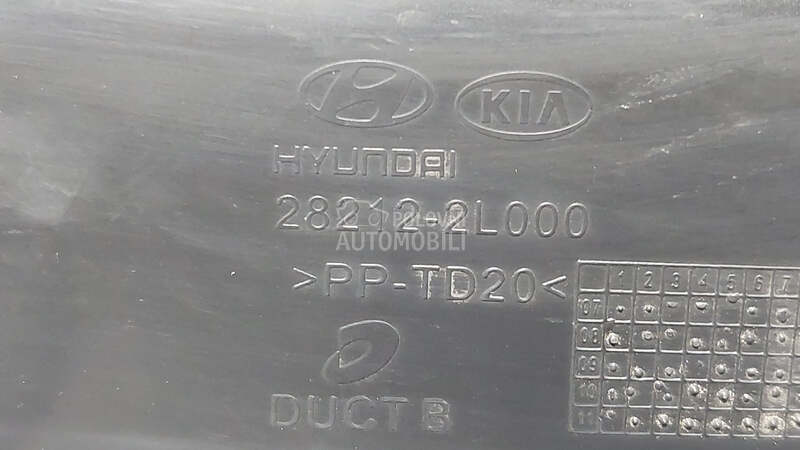 KIA
HYUNDAI
28212-2L000
POLOVNI
AUTOMOBILI
>PP-TD20<
1 2 3 4 5 6 7
07
08
09
10
11
DUCT B